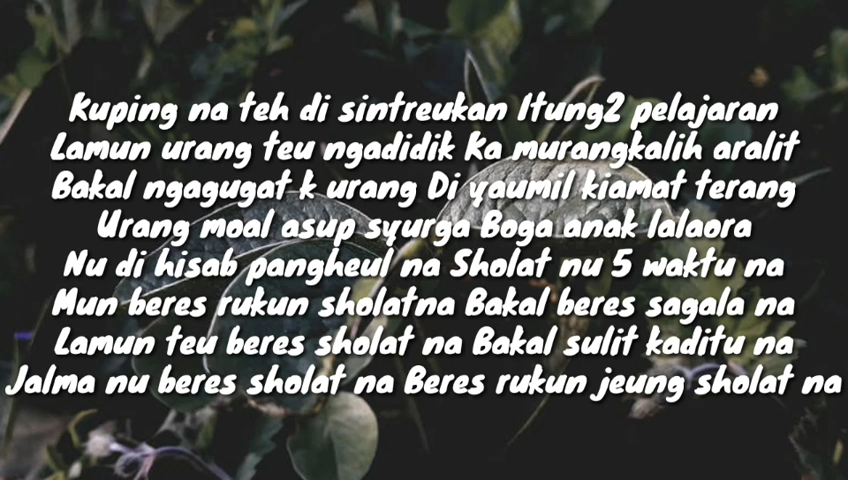 Kuping na teh di sintreukan Itung2 pelajaran
Lamun urang teu ngadidik Ka murangkalih aralit
Bakal ngagugat k urang Di yaumil kiamat terang
Urang moal asup syurga Boga anak lalaora
Nu di hisab pangheul na Sholat nu 5 waktu na
Mun beres rukun sholatna Bakal beres sagala na
Lamun teu beres sholat na Bakal sulit kaditu na
Jalma nu beres sholat na Beres rukun jeung sholat na